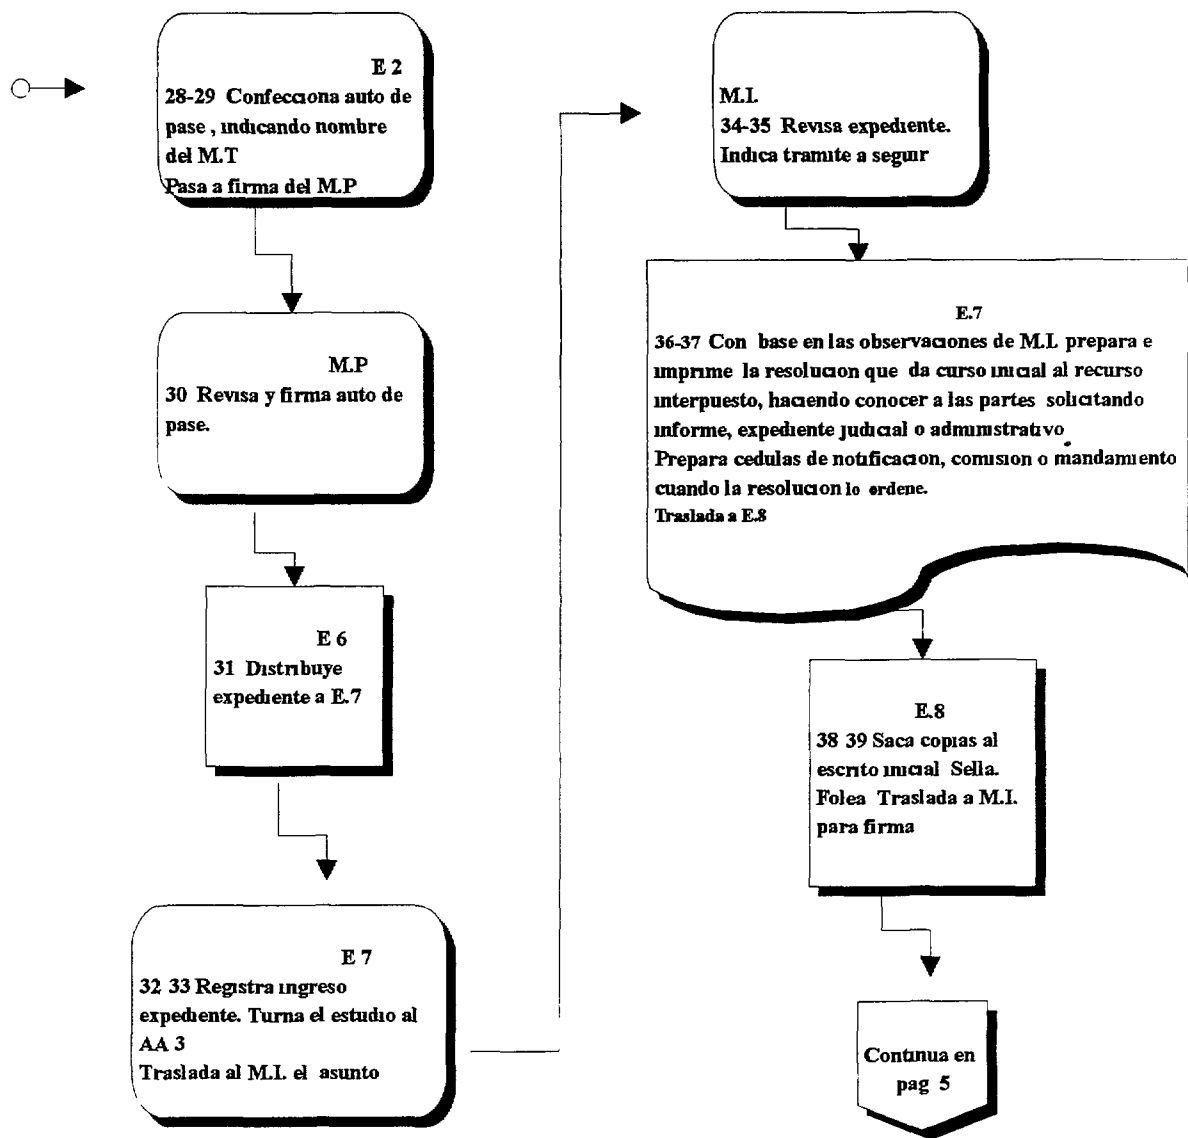 E 2
28-29 Confecciona auto de
pase , indicando nombre
del M.T
Pasa a firma del M.P
M.P
30 Revisa y firma auto de
pase.
E 6
31 Distribuye
expediente a E.7
E 7
32 33 Registra ingreso
expediente. Turna el estudio al
AA 3
Traslada al M.I. el asunto
M.I.
34-35 Revisa expediente.
Indica tramite a seguir
E.7
36-37 Con base en las observaciones de M.I. prepara e
imprime la resolucion que da curso inicial al recurso
interpuesto, haciendo conocer a las partes solicitando
informe, expediente judicial o administrativo
Prepara cedulas de notificacion, comision o mandamiento
cuando la resolucion lo ordene.
Traslada a E.8
E.8
38 39 Saca copias al
escrito inicial Sella.
Folea Traslada a M.I.
para firma
Continua en
pag 5